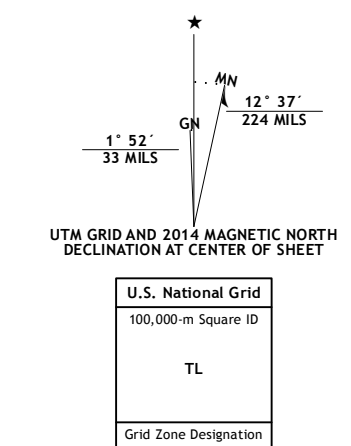 MN
GN
12° 37´
224 MILS
1° 52´
33 MILS
UTM GRID AND 2014 MAGNETIC NORTH
DECLINATION AT CENTER OF SHEET
U.S. National Grid
100,000-m Square ID
TL
Grid Zone Designation